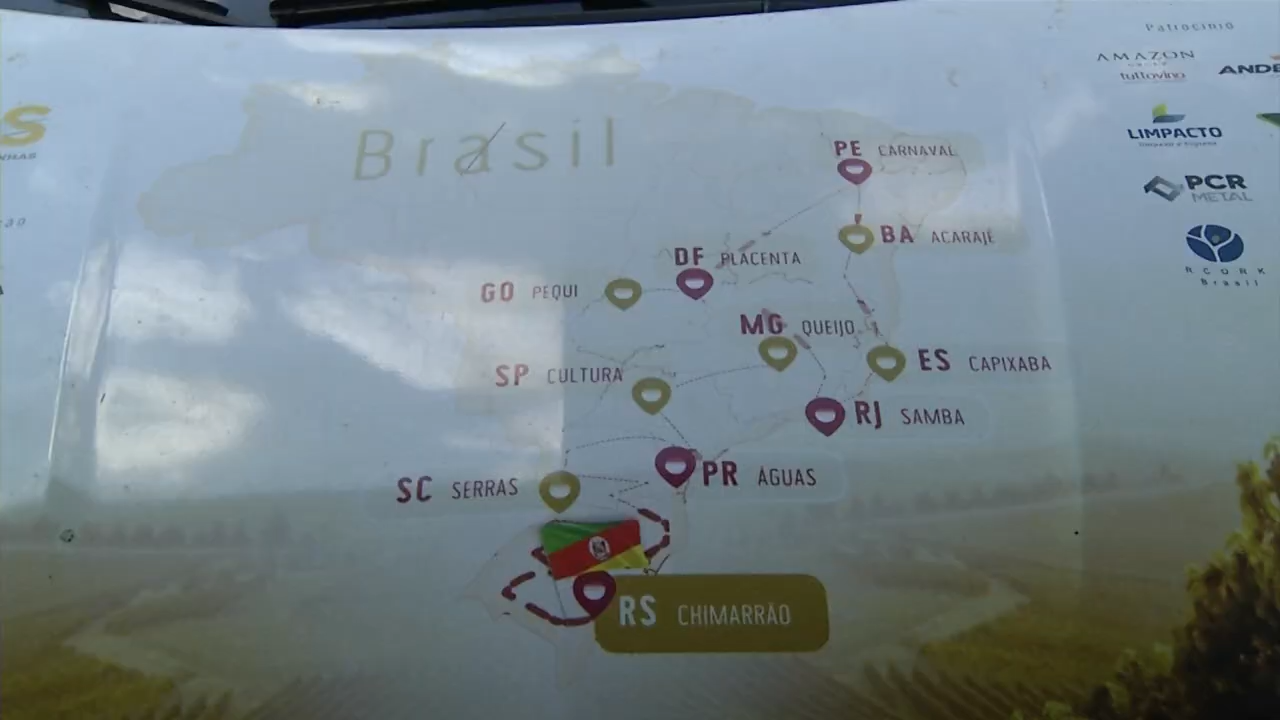 Patrocínio
AMAZON
tuttovino
Brasil
PE CARNAVAL
LIMPACTO
PCR
METAL
BA ACARAJÉ
DF PLACENTA
RCORK
Brasil
GO PEQUI
MG QUEIJO
ES CAPIXABA
SP CULTURA
RJ SAMBA
PR ÁGUAS
SC SERRAS
RS CHIMARRÃO